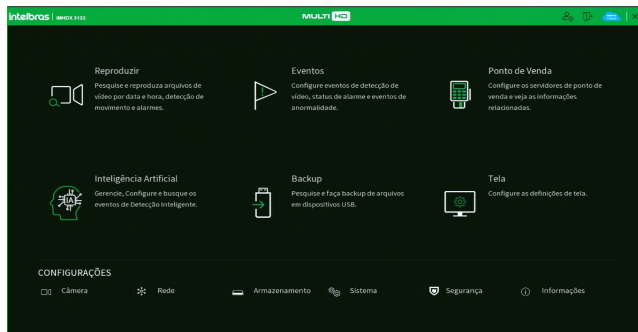 intelbras | iMHDX 3132
MULTI HD
Reproduzir
Pesquise e reproduza arquivos de
vídeo por data e hora, detecção de
movimento e alarmes.
Eventos
Configure eventos de detecção de
vídeo, status de alarme e eventos de
anormalidade.
Ponto de Venda
Configure os servidores de ponto de
venda e veja as informações
relacionadas.
IA
Inteligência Artificial
Gerencie, Configure e busque os
eventos de Detecção Inteligente.
Backup
Pesquise e faça backup de arquivos
em dispositivos USB.
Tela
Configure as definições de tela.
CONFIGURAÇÕES
Câmera
Rede
Armazenamento
Sistema
Segurança
Informações